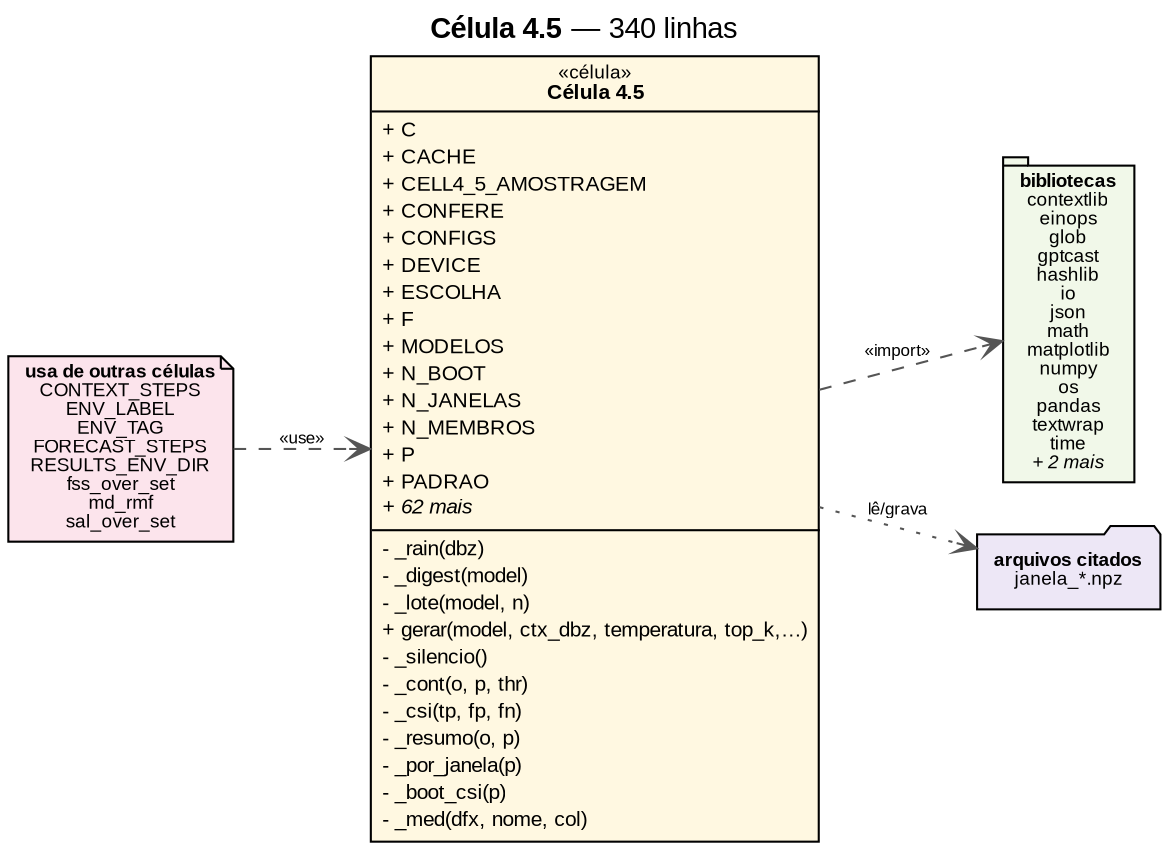 Célula 4.5 — 340 linhas
usa de outras células
CONTEXT_STEPS
ENV_LABEL
ENV_TAG
FORECAST_STEPS
RESULTS_ENV_DIR
fss_over_set
md_rmf
sal_over_set
«use»
«célula»
Célula 4.5
+ C
+ CACHE
+ CELL4_5_AMOSTRAGEM
+ CONFERE
+ CONFIGS
+ DEVICE
+ ESCOLHA
+ F
+ MODELOS
+ N_BOOT
+ N_JANELAS
+ N_MEMBROS
+ P
+ PADRAO
+ 62 mais
- _rain(dbz)
- _digest(model)
- _lote(model, n)
+ gerar(model, ctx_dbz, temperatura, top_k,…)
- _silencio()
- _cont(o, p, thr)
- _csi(tp, fp, fn)
- _resumo(o, p)
- _por_janela(p)
- _boot_csi(p)
- _med(dfx, nome, col)
«import»
bibliotecas
contextlib
einops
glob
gptcast
hashlib
io
json
math
matplotlib
numpy
os
pandas
textwrap
time
+ 2 mais
lê/grava
arquivos citados
janela_*.npz